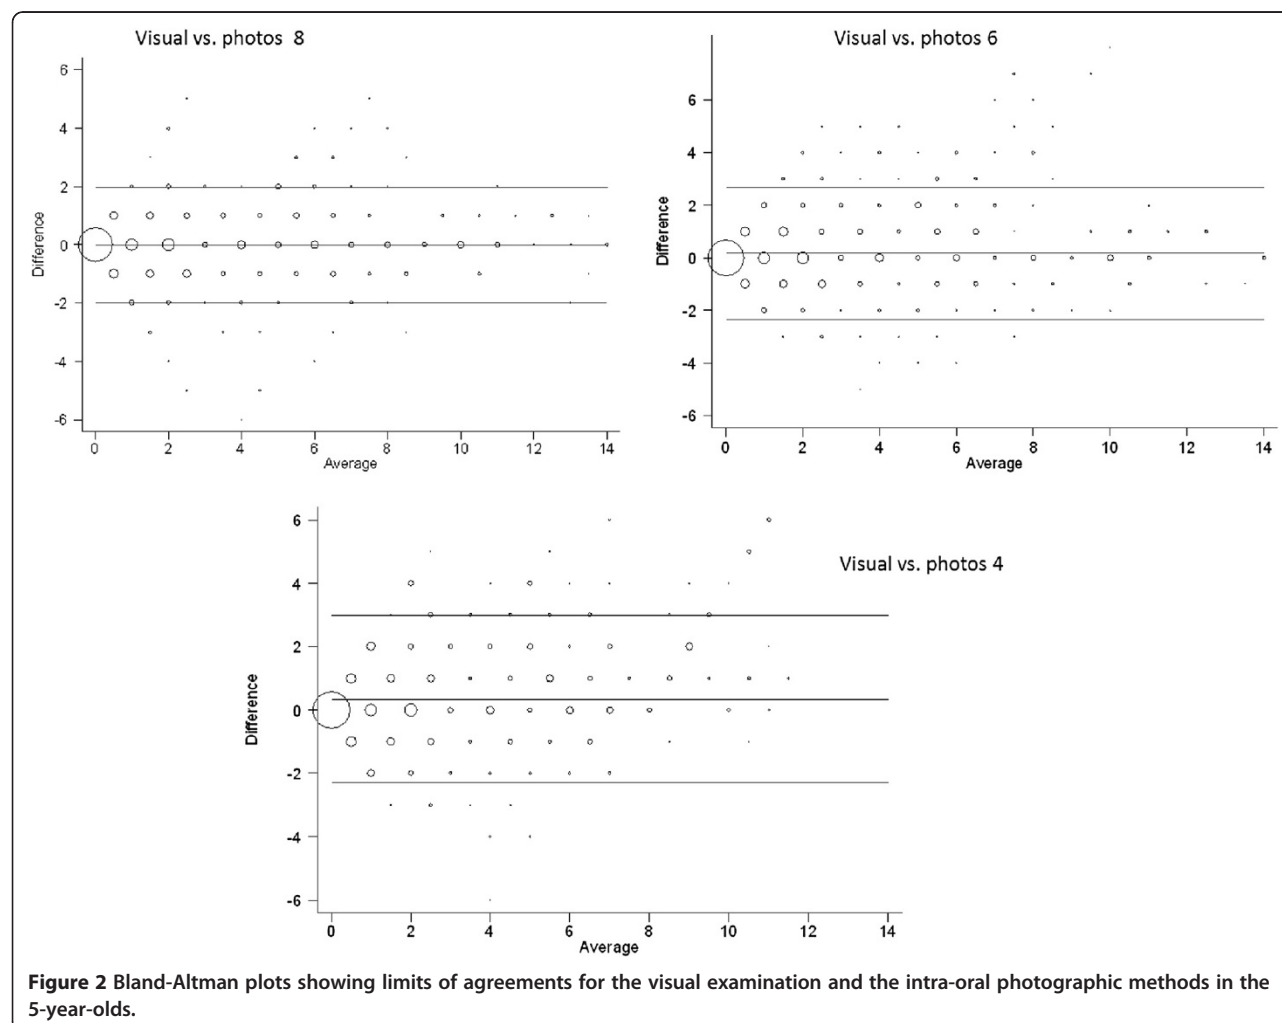 Visual vs. photos 8
6
4
2
0
-2
-4
-6
Difference
0 2 4 6 8 10 12 14
Average
Visual vs. photos 6
6
4
2
0
-2
-4
-6
Difference
0 2 4 6 8 10 12 14
Average
Visual vs. photos 4
6
4
2
0
-2
-4
-6
Difference
0 2 4 6 8 10 12 14
Average
Figure 2 Bland-Altman plots showing limits of agreements for the visual examination and the intra-oral photographic methods in the
5-year-olds.